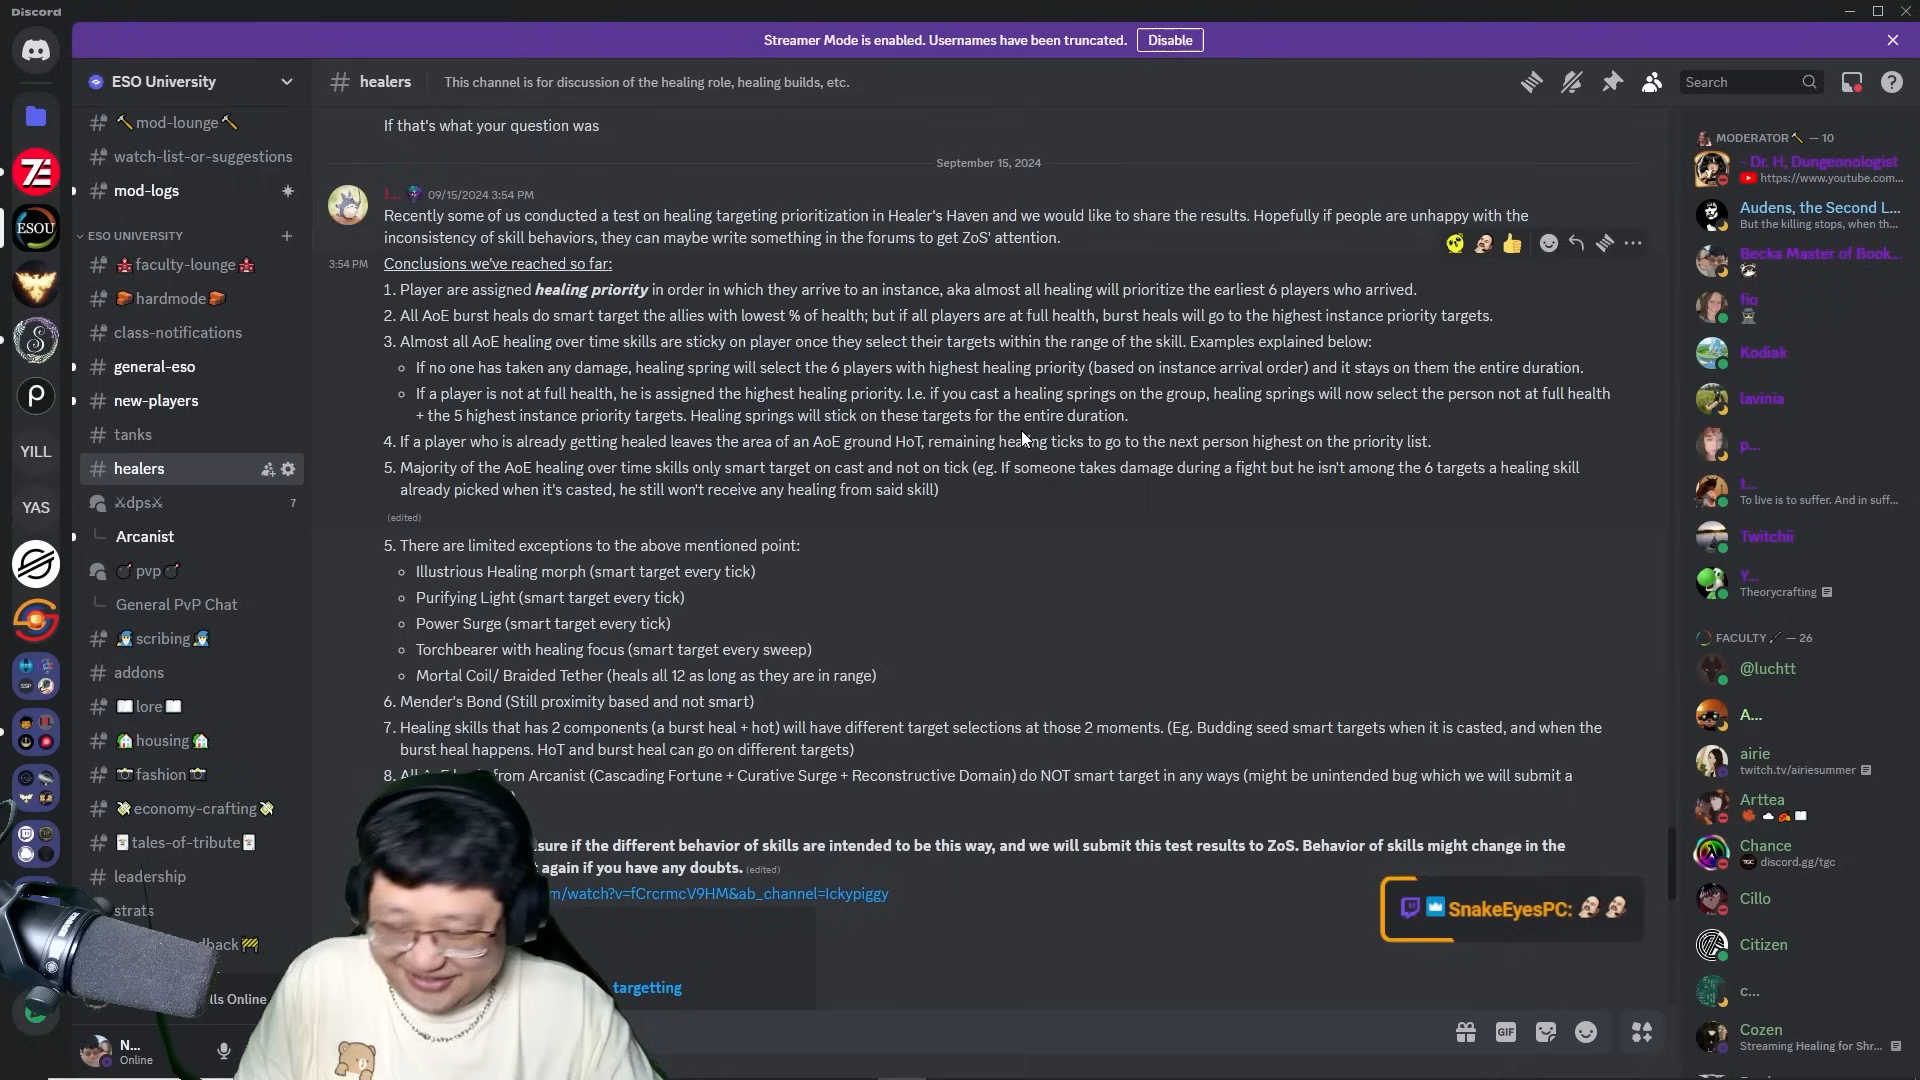 Discord
Streamer Mode is enabled. Usernames have been truncated. Disable
ESO University
# healers
This channel is for discussion of the healing role, healing builds, etc.
Search
mod-lounge
watch-list-or-suggestions
mod-logs
ESO UNIVERSITY
faculty-lounge
hardmode
class-notifications
general-eso
new-players
tanks
healers
dps
7
Arcanist
pvp
General PvP Chat
scribing
addons
lore
housing
fashion
economy-crafting
tales-of-tribute
leadership
strats
dback
lls Online
N...
Online
ESOU
YILL
YAS
If that's what your question was
September 15, 2024
09/15/2024 3:54 PM
Recently some of us conducted a test on healing targeting prioritization in Healer's Haven and we would like to share the results. Hopefully if people are unhappy with the
inconsistency of skill behaviors, they can maybe write something in the forums to get ZoS' attention.
3:54 PM
Conclusions we've reached so far:
1. Player are assigned healing priority in order in which they arrive to an instance, aka almost all healing will prioritize the earliest 6 players who arrived.
2. All AoE burst heals do smart target the allies with lowest % of health; but if all players are at full health, burst heals will go to the highest instance priority targets.
3. Almost all AoE healing over time skills are sticky on player once they select their targets within the range of the skill. Examples explained below:
If no one has taken any damage, healing spring will select the 6 players with highest healing priority (based on instance arrival order) and it stays on them the entire duration.
If a player is not at full health, he is assigned the highest healing priority. I.e. if you cast a healing springs on the group, healing springs will now select the person not at full health
+ the 5 highest instance priority targets. Healing springs will stick on these targets for the entire duration.
4. If a player who is already getting healed leaves the area of an AoE ground HoT, remaining healing ticks to go to the next person highest on the priority list.
5. Majority of the AoE healing over time skills only smart target on cast and not on tick (eg. If someone takes damage during a fight but he isn't among the 6 targets a healing skill
already picked when it's casted, he still won't receive any healing from said skill)
(edited)
5. There are limited exceptions to the above mentioned point:
Illustrious Healing morph (smart target every tick)
Purifying Light (smart target every tick)
Power Surge (smart target every tick)
Torchbearer with healing focus (smart target every sweep)
Mortal Coil/ Braided Tether (heals all 12 as long as they are in range)
6. Mender's Bond (Still proximity based and not smart)
7. Healing skills that has 2 components (a burst heal + hot) will have different target selections at those 2 moments. (Eg. Budding seed smart targets when it is casted, and when the
burst heal happens. HoT and burst heal can go on different targets)
8. All AoE heals from Arcanist (Cascading Fortune + Curative Surge + Reconstructive Domain) do NOT smart target in any ways (might be unintended bug which we will submit a
sure if the different behavior of skills are intended to be this way, and we will submit this test results to ZoS. Behavior of skills might change in the
again if you have any doubts. (edited)
m/watch?v=fCrcrmcV9HM&ab_channel=Ickypiggy
targetting
SnakeEyesPC:
GIF
MODERATOR — 10
- Dr. H, Dungeonologist
https://www.youtube.com...
Audens, the Second L...
But the killing stops, when th...
Becka Master of Book...
fio
Kodiak
lavinia
p...
t...
To live is to suffer. And in suff...
Twitchii
Y...
Theorycrafting
FACULTY — 26
@luchtt
A...
airie
twitch.tv/airiesummer
Arttea
Chance
discord.gg/tgc
Cillo
Citizen
c...
Cozen
Streaming Healing for Shr...